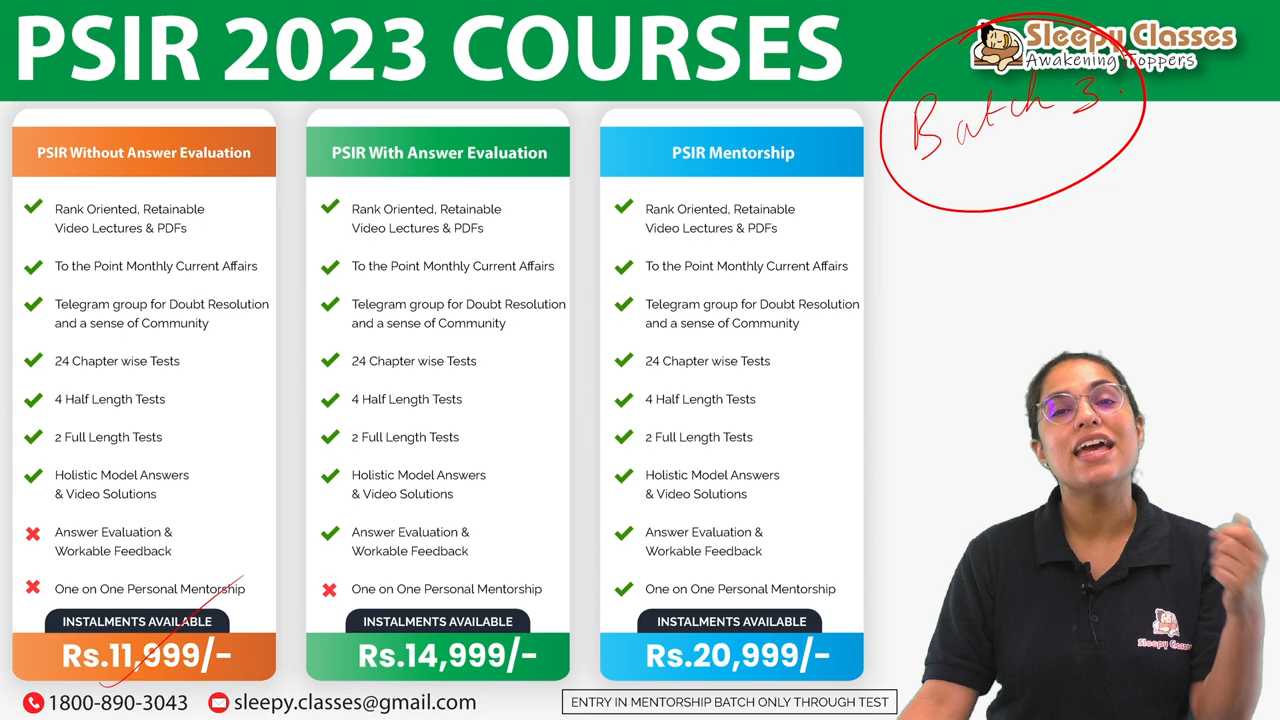 PSIR 2023 COURSES
Sleepy Classes
Awakening Toppers
Batch 3.
PSIR Without Answer Evaluation
Rank Oriented, Retainable
Video Lectures & PDFs
To the Point Monthly Current Affairs
Telegram group for Doubt Resolution
and a sense of Community
24 Chapter wise Tests
4 Half Length Tests
2 Full Length Tests
Holistic Model Answers
& Video Solutions
Answer Evaluation &
Workable Feedback
One on One Personal Mentorship
INSTALMENTS AVAILABLE
Rs.11,999/-
PSIR With Answer Evaluation
Rank Oriented, Retainable
Video Lectures & PDFs
To the Point Monthly Current Affairs
Telegram group for Doubt Resolution
and a sense of Community
24 Chapter wise Tests
4 Half Length Tests
2 Full Length Tests
Holistic Model Answers
& Video Solutions
Answer Evaluation &
Workable Feedback
One on One Personal Mentorship
INSTALMENTS AVAILABLE
Rs.14,999/-
PSIR Mentorship
Rank Oriented, Retainable
Video Lectures & PDFs
To the Point Monthly Current Affairs
Telegram group for Doubt Resolution
and a sense of Community
24 Chapter wise Tests
4 Half Length Tests
2 Full Length Tests
Holistic Model Answers
& Video Solutions
Answer Evaluation &
Workable Feedback
One on One Personal Mentorship
INSTALMENTS AVAILABLE
Rs.20,999/-
Sleepy Classes
1800-890-3043
sleepy.classes@gmail.com
ENTRY IN MENTORSHIP BATCH ONLY THROUGH TEST